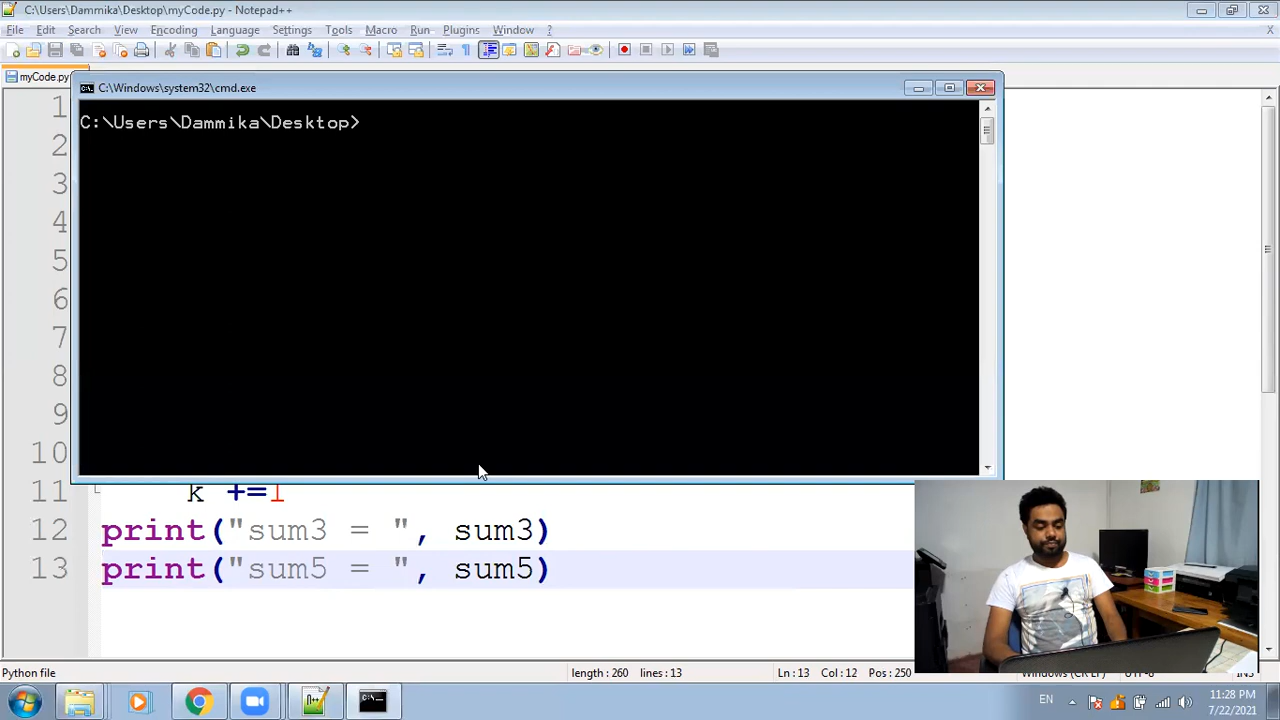 C:\Users\Dammika\Desktop\myCode.py - Notepad++
File Edit Search View Encoding Language Settings Tools Macro Run Plugins Window ?
X
myCode.py
C:\Windows\system32\cmd.exe
C:\Users\Dammika\Desktop>
1
2
3
4
5
6
7
8
9
10
11 k +=1
12 print("sum3 = ", sum3)
13 print("sum5 = ", sum5)
Python file length : 260 lines : 13 Ln : 13 Col : 12 Pos : 250
EN
11:28 PM
7/22/2021